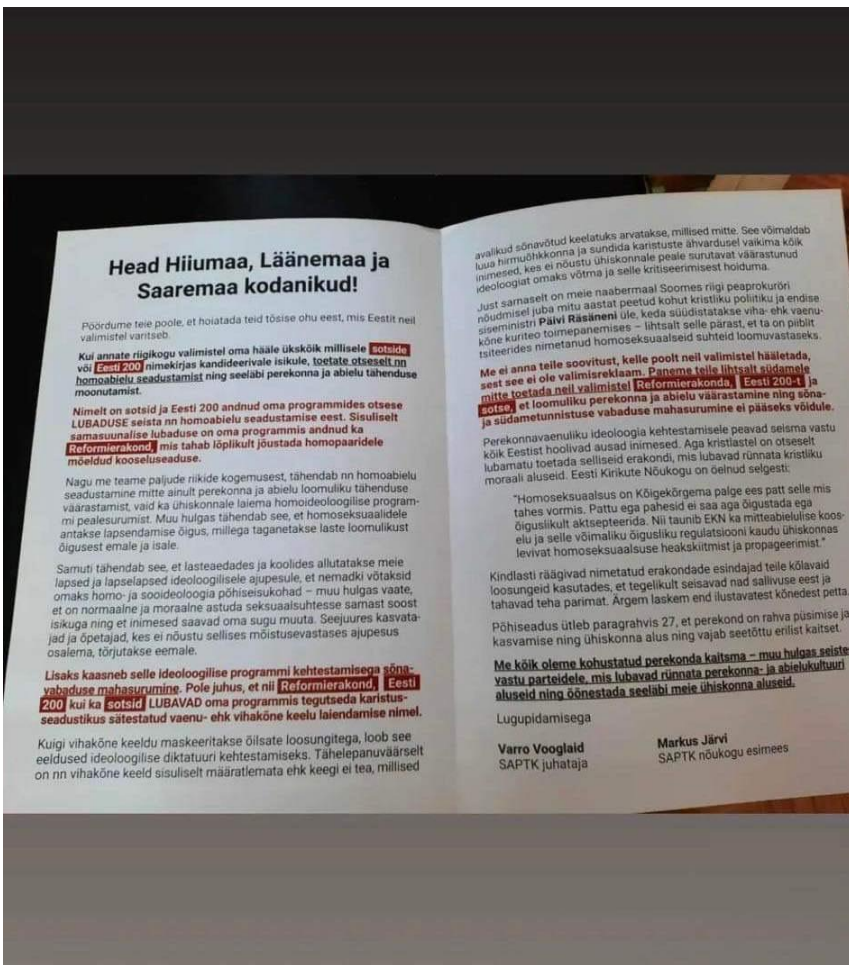 Head Hiiumaa, Läänemaa ja
Saaremaa kodanikud!
Pöördume teie poole, et hoiatada teid tõsise ohu eest, mis Eestit neil
valimistel varitseb.
Kui annate riigikogu valimistel oma hääle ükskõik millisele sotside
või Eesti 200 nimekirjas kandideerivale isikule, toetate otseselt nn
homoabielu seadustamist ning seeläbi perekonna ja abielu tähenduse
moonutamist.
Nimelt on sotsid ja Eesti 200 andnud oma programmides otsese
LUBADUSE seista nn homoabielu seadustamise eest. Sisuliselt
samasuunalise lubaduse on oma programmis andnud ka
Reformierakond, mis tahab lõplikult jõustada homopaaridele
mõeldud kooseluseaduse.
Nagu me teame paljude riikide kogemusest, tähendab nn homoabielu
seadustamine mitte ainult perekonna ja abielu loomuliku tähenduse
väärastamist, vaid ka ühiskonnale laiema homoideoloogilise program-
mi pealesurumist. Muu hulgas tähendab see, et homoseksuaalidele
antakse lapsendamise õigus, millega taganetakse laste loomulikust
õigusest emale ja isale.
Samuti tähendab see, et lasteaedades ja koolides allutatakse meie
lapsed ja lapselapsed ideoloogilisele ajupesule, et nemadki võtaksid
omaks homo- ja sooideoloogia põhiseisukohad – muu hulgas vaate,
et on normaalne ja moraalne astuda seksuaalsuhtesse samast soost
isikuga ning et inimesed saavad oma sugu muuta. Seejuures kasvata-
jad ja õpetajad, kes ei nõustu sellises mõistusevastases ajupesus
osalema, tõrjutakse eemale.
Lisaks kaasneb selle ideoloogilise programmi kehtestamisega sõna-
vabaduse mahasurumine. Pole juhus, et nii Reformierakond, Eesti
200 kui ka sotsid LUBAVAD oma programmis tegutseda karistus-
seadustikus sätestatud vaenu- ehk vihakõne keelu laiendamise nimel.
Kuigi vihakõne keeldu maskeeritakse õilsate loosungitega, loob see
eeldused ideoloogilise diktatuuri kehtestamiseks. Tähelepanuväärselt
on nn vihakõne keeld sisuliselt määratlemata ehk keegi ei tea, millised
avalikud sõnavõtud keelatuks arvatakse, millised mitte. See võimaldab
luua hirmuõhkkonna ja sundida karistuste ähvardusel vaikima kõik
inimesed, kes ei nõustu ühiskonnale peale surutavat väärastunud
ideoloogiat omaks võtma ja selle kritiseerimisest hoiduma.
Just sarnaselt on meie naabermaal Soomes riigi peaprokuröri
nõudmisel juba mitu aastat peetud kohut kristliku poliitiku ja endise
siseministri Päivi Räsäneni üle, keda süüdistatakse viha- ehk vaenu-
kõne kuriteo toimepanemises – lihtsalt selle pärast, et ta on piiblit
tsiteerides nimetanud homoseksuaalseid suhteid loomuvastaseks.
Me ei anna teile soovitust, kelle poolt neil valimistel hääletada,
sest see ei ole valimisreklaam. Paneme teile lihtsalt südamele
mitte toetada neil valimistel Reformierakonda, Eesti 200-t ja
sotse, et loomuliku perekonna ja abielu väärastamine ning sõna-
ja südametunnistuse vabaduse mahasurumine ei pääseks võidule.
Perekonnavaenuliku ideoloogia kehtestamisele peavad seisma vastu
kõik Eestist hoolivad ausad inimesed. Aga kristlastel on otseselt
lubamatu toetada selliseid erakondi, mis lubavad rünnata kristliku
moraali aluseid. Eesti Kirikute Nõukogu on öelnud selgesti:
"Homoseksuaalsus on Kõigekõrgema palge ees patt selle mis
tahes vormis. Pattu ega pahesid ei saa aga õigustada ega
õiguslikult aktsepteerida. Nii taunib EKN ka mitteabielulise koos-
elu ja selle võimaliku õigusliku regulatsiooni kaudu ühiskonnas
levivat homoseksuaalsuse heakskiitmist ja propageerimist."
Kindlasti räägivad nimetatud erakondade esindajad teile kõlavaid
loosungeid kasutades, et tegelikult seisavad nad sallivuse eest ja
tahavad teha parimat. Ärgem laskem end ilustavatest kõnedest petta.
Põhiseadus ütleb paragrahvis 27, et perekond on rahva püsimise ja
kasvamise ning ühiskonna alus ning vajab seetõttu erilist kaitset.
Me kõik oleme kohustatud perekonda kaitsma – muu hulgas seistes
vastu parteidele, mis lubavad rünnata perekonna- ja abielukultuuri
aluseid ning õõnestada seeläbi meie ühiskonna aluseid.
Lugupidamisega
Varro Vooglaid
SAPTK juhataja
Markus Järvi
SAPTK nõukogu esimees